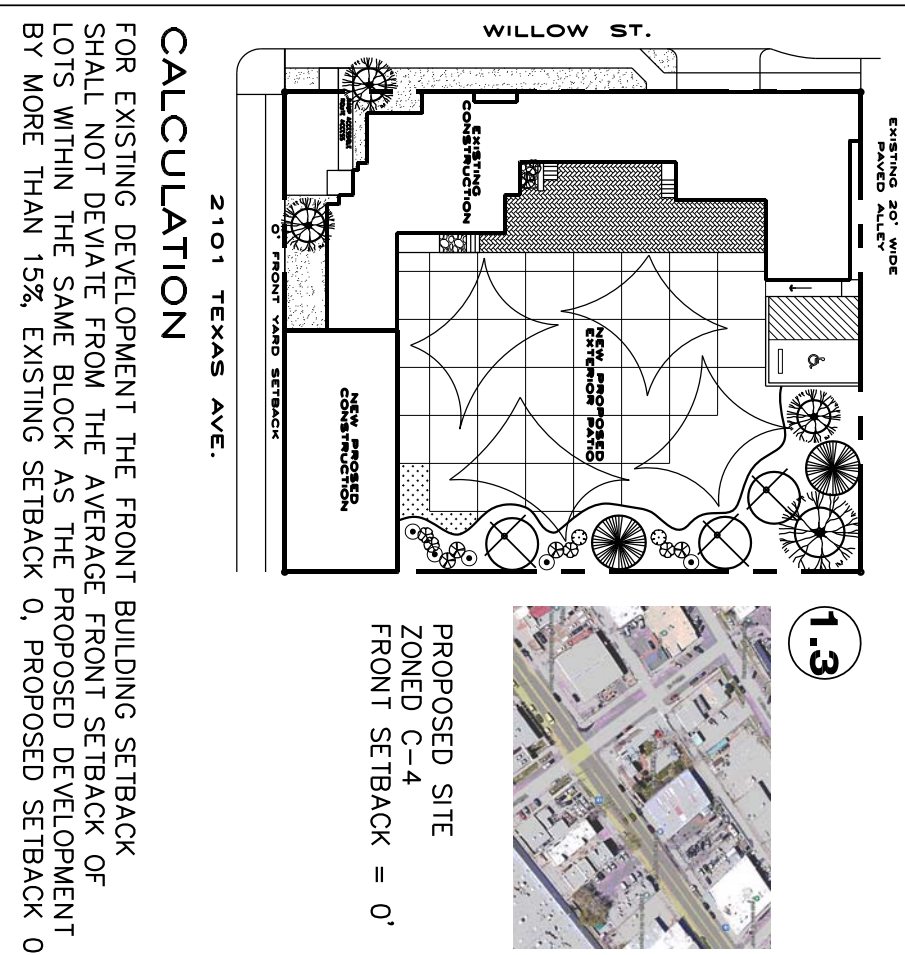 EXISTING 20' WIDE
PAVED ALLEY
WILLOW ST.
EXISTING
CONSTRUCTION
NEW PROPOSED
EXTERIOR PATIO
NEW PROSED
CONSTRUCTION
0' FRONT YARD SETBACK
2101 TEXAS AVE.
1.3
PROPOSED SITE
ZONED C-4
FRONT SETBACK = 0'
CALCULATION
FOR EXISTING DEVELOPMENT THE FRONT BUILDING SETBACK
SHALL NOT DEVIATE FROM THE AVERAGE FRONT SETBACK OF
LOTS WITHIN THE SAME BLOCK AS THE PROPOSED DEVELOPMENT
BY MORE THAN 15%, EXISTING SETBACK 0, PROPOSED SETBACK 0